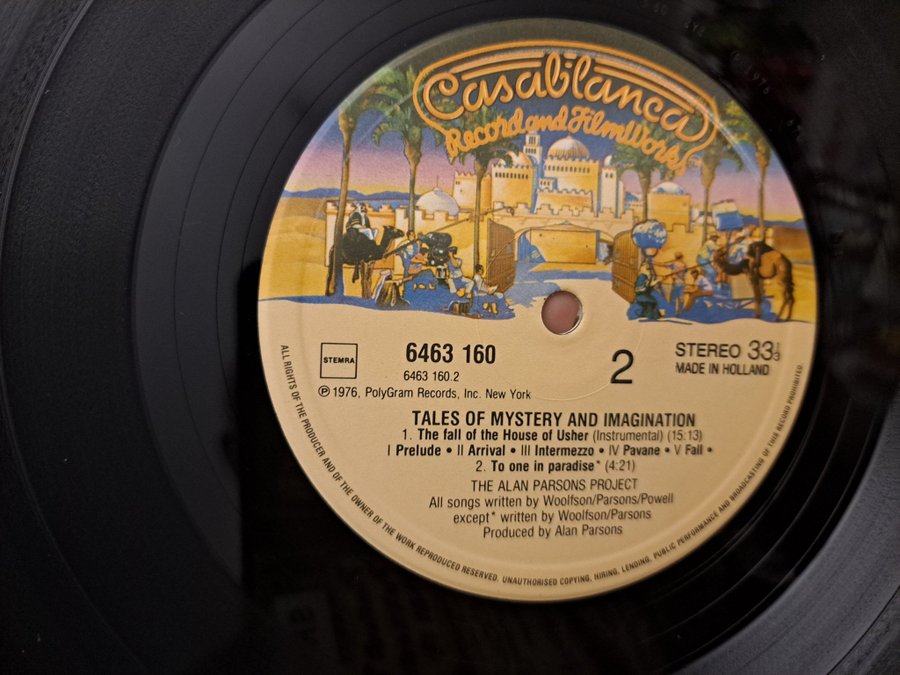 Casablanca
Record and FilmWorks
STEMRA
6463 160
6463 160.2
2
STEREO 33 1/3
MADE IN HOLLAND
℗ 1976, PolyGram Records, Inc. New York
TALES OF MYSTERY AND IMAGINATION
1. The fall of the House of Usher (Instrumental) (15:13)
I Prelude • II Arrival • III Intermezzo • IV Pavane • V Fall •
2. To one in paradise* (4:21)
THE ALAN PARSONS PROJECT
All songs written by Woolfson/Parsons/Powell
except* written by Woolfson/Parsons
Produced by Alan Parsons
ALL RIGHTS OF THE PRODUCER AND OF THE OWNER OF THE WORK REPRODUCED RESERVED. UNAUTHORISED COPYING, HIRING, LENDING, PUBLIC PERFORMANCE AND BROADCASTING OF THIS RECORD PROHIBITED.